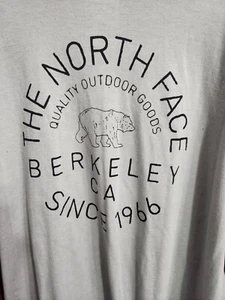 THE NORTH FACE
QUALITY OUTDOOR GOODS
BERKELEY
CA
SINCE 1966